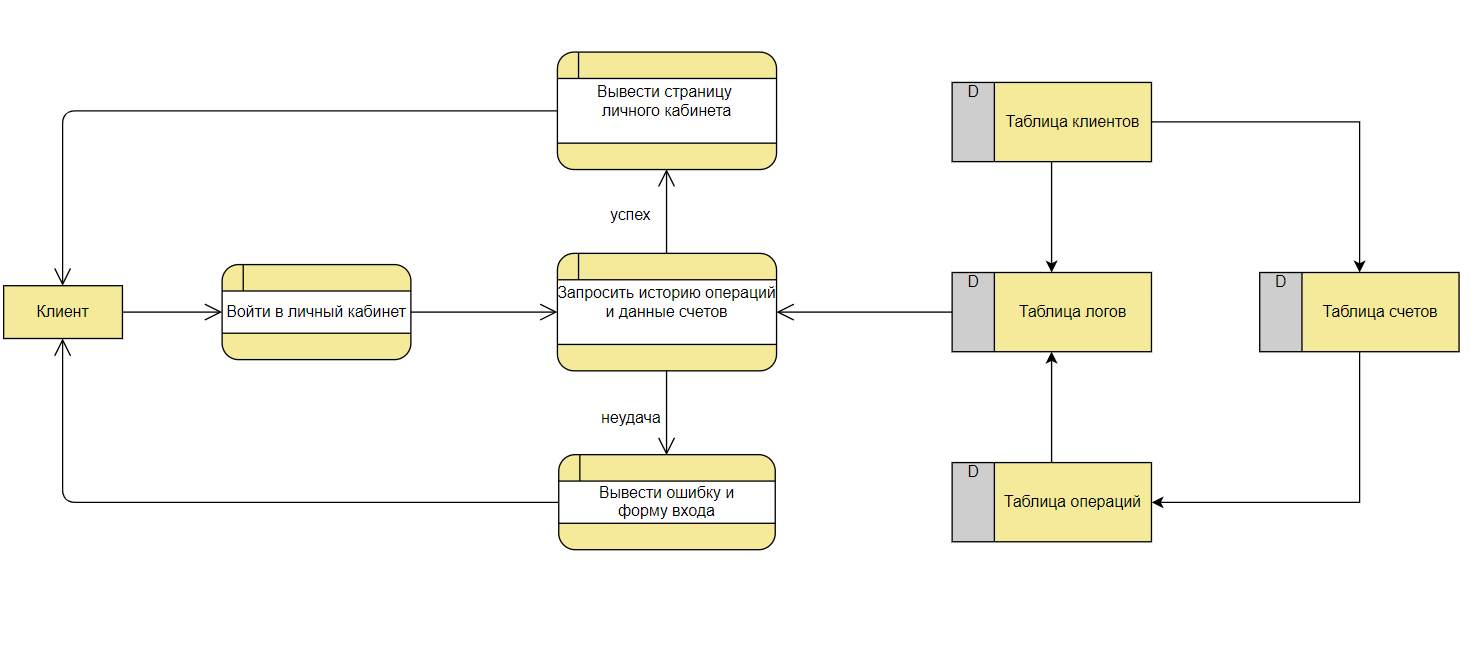 Вывести страницу
личного кабинета
D
Таблица клиентов
успех
Клиент
Войти в личный кабинет
Запросить историю операций
и данные счетов
D
Таблица логов
D
Таблица счетов
неудача
Вывести ошибку и
форму входа
D
Таблица операций